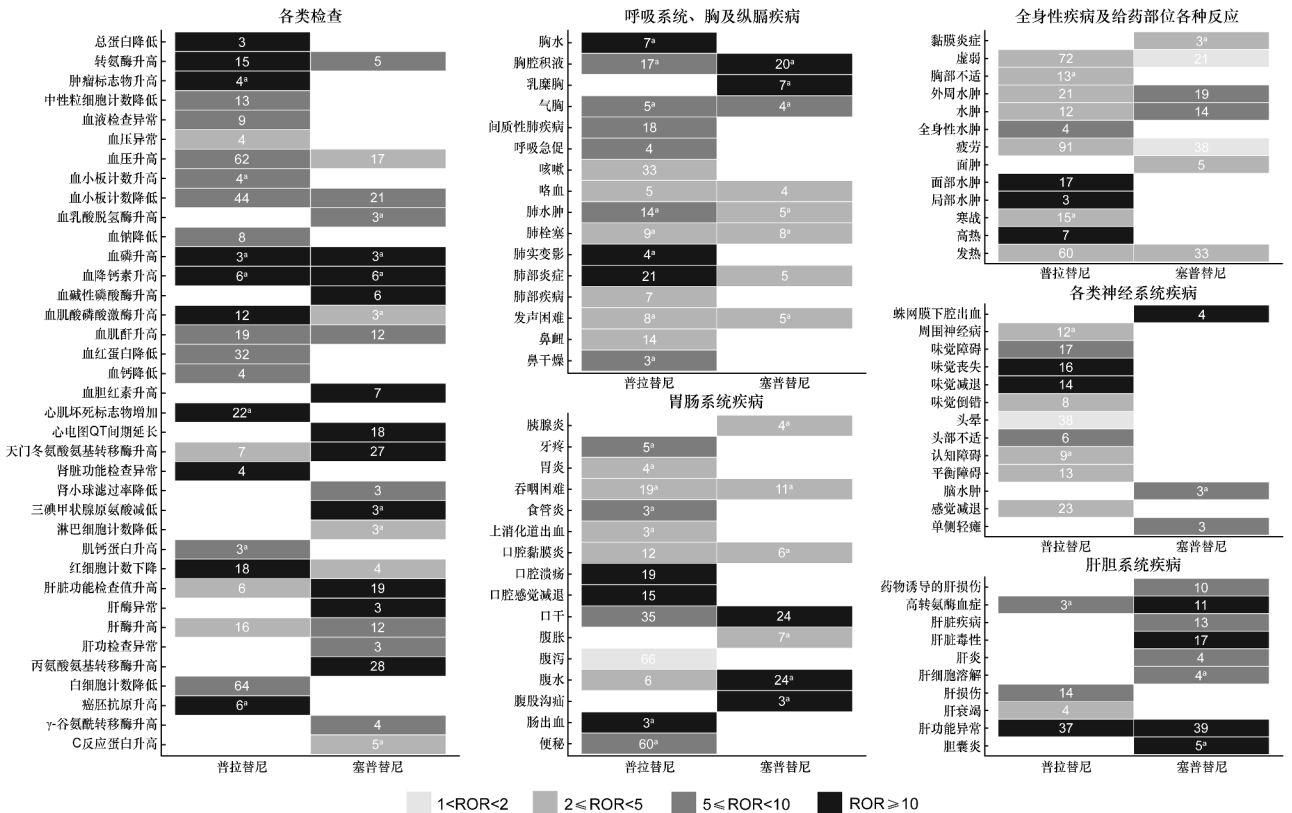 各类检查
总蛋白降低 3
转氨酶升高 15 5
肿瘤标志物升高 4ᵃ
中性粒细胞计数降低 13
血液检查异常 9
血压异常 4
血压升高 62 17
血小板计数升高 4ᵃ
血小板计数降低 44 21
血乳酸脱氢酶升高 3ᵃ
血钠降低 8
血磷升高 3ᵃ 3ᵃ
血降钙素升高 6ᵃ 6ᵃ
血碱性磷酸酶升高 6
血肌酸磷酸激酶升高 12 3ᵃ
血肌酐升高 19 12
血红蛋白降低 32
血钙降低 4
血胆红素升高 7
心肌坏死标志物增加 22ᵃ
心电图QT间期延长 18
天门冬氨酸氨基转移酶升高 7 27
肾脏功能检查异常 4
肾小球滤过率降低 3
三碘甲状腺原氨酸减低 3ᵃ
淋巴细胞计数降低 3ᵃ
肌钙蛋白升高 3ᵃ
红细胞计数下降 18 4
肝脏功能检查值升高 6 19
肝酶异常 3
肝酶升高 16 12
肝功检查异常 3
丙氨酸氨基转移酶升高 28
白细胞计数降低 64
癌胚抗原升高 6ᵃ
γ-谷氨酰转移酶升高 4
C反应蛋白升高 5ᵃ
普拉替尼 塞普替尼
呼吸系统、胸及纵膈疾病
胸水 7ᵃ
胸腔积液 17ᵃ 20ᵃ
乳糜胸 7ᵃ
气胸 5ᵃ 4ᵃ
间质性肺疾病 18
呼吸急促 4
咳嗽 33
咯血 5 4
肺水肿 14ᵃ 5ᵃ
肺栓塞 9ᵃ 8ᵃ
肺实变影 4ᵃ
肺部炎症 21 5
肺部疾病 7
发声困难 8ᵃ 5ᵃ
鼻衄 14
鼻干燥 3ᵃ
普拉替尼 塞普替尼
胃肠系统疾病
胰腺炎 4ᵃ
牙疼 5ᵃ
胃炎 4ᵃ
吞咽困难 19ᵃ 11ᵃ
食管炎 3ᵃ
上消化道出血 3ᵃ
口腔黏膜炎 12 6ᵃ
口腔溃疡 19
口腔感觉减退 15
口干 35 24
腹胀 7ᵃ
腹泻 66
腹水 6 24ᵃ
腹股沟疝 3ᵃ
肠出血 3ᵃ
便秘 60ᵃ
普拉替尼 塞普替尼
全身性疾病及给药部位各种反应
黏膜炎症 3ᵃ
虚弱 72 21
胸部不适 13ᵃ
外周水肿 21 19
水肿 12 14
全身性水肿 4
疲劳 91 38
面肿 5
面部水肿 17
局部水肿 3
寒战 15ᵃ
高热 7
发热 60 33
普拉替尼 塞普替尼
各类神经系统疾病
蛛网膜下腔出血 4
周围神经病 12ᵃ
味觉障碍 17
味觉丧失 16
味觉减退 14
味觉倒错 8
头晕 38
头部不适 6
认知障碍 9ᵃ
平衡障碍 13
脑水肿 3ᵃ
感觉减退 23
单侧轻瘫 3
普拉替尼 塞普替尼
肝胆系统疾病
药物诱导的肝损伤 10
高转氨酶血症 3ᵃ 11
肝脏疾病 13
肝脏毒性 17
肝炎 4
肝细胞溶解 4ᵃ
肝损伤 14
肝衰竭 4
肝功能异常 37 39
胆囊炎 5ᵃ
普拉替尼 塞普替尼
1<ROR<2 2≤ROR<5 5≤ROR<10 ROR≥10